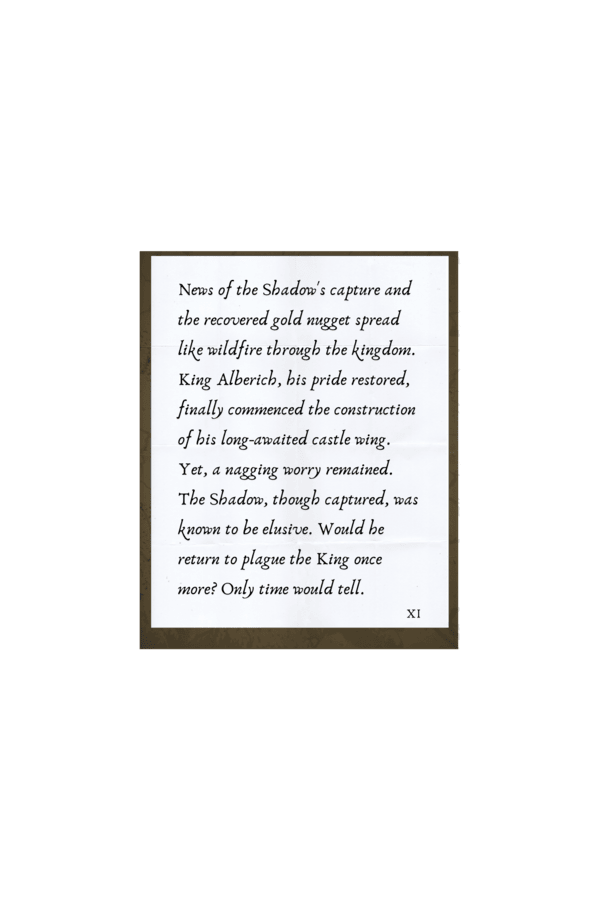 News of the Shadow's capture and
the recovered gold nugget spread
like wildfire through the kingdom.
King Alberich, his pride restored,
finally commenced the construction
of his long-awaited castle wing.
Yet, a nagging worry remained.
The Shadow, though captured, was
known to be elusive. Would he
return to plague the King once
more? Only time would tell.
XI